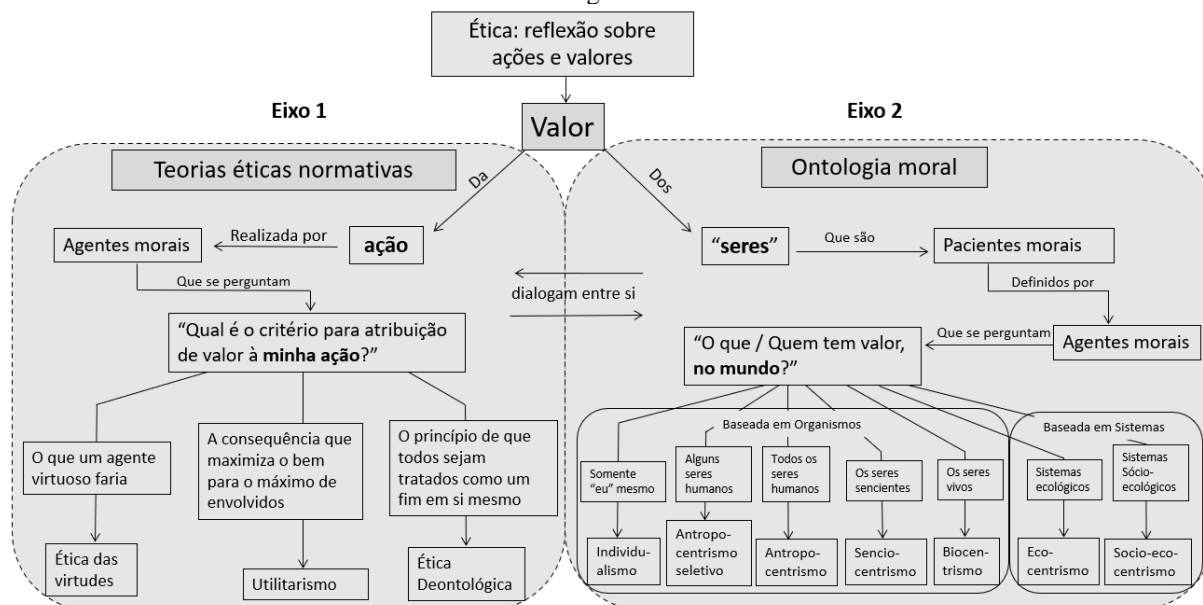 Ética: reflexão sobre
ações e valores
Eixo 1
Eixo 2
Valor
Teorias éticas normativas
Ontologia moral
Da
Dos
Agentes morais
Realizada por
ação
“seres”
Que são
Pacientes morais
Que se perguntam
dialogam entre si
Definidos por
“Qual é o critério para atribuição
de valor à minha ação?”
“O que / Quem tem valor,
no mundo?”
Que se perguntam
Agentes morais
O que um agente
virtuoso faria
A consequência que
maximiza o bem
para o máximo de
envolvidos
O princípio de que
todos sejam
tratados como um
fim em si mesmo
Ética das
virtudes
Utilitarismo
Ética
Deontológica
Baseada em Organismos
Baseada em Sistemas
Somente
“eu” mesmo
Alguns
seres
humanos
Todos os
seres
humanos
Os seres
sencientes
Os seres
vivos
Sistemas
ecológicos
Sistemas
Sócio-
ecológicos
Individu-
alismo
Antropo-
centrismo
seletivo
Antropo-
centrismo
Sencio-
centrismo
Biocen-
trismo
Eco-
centrismo
Socio-eco-
centrismo